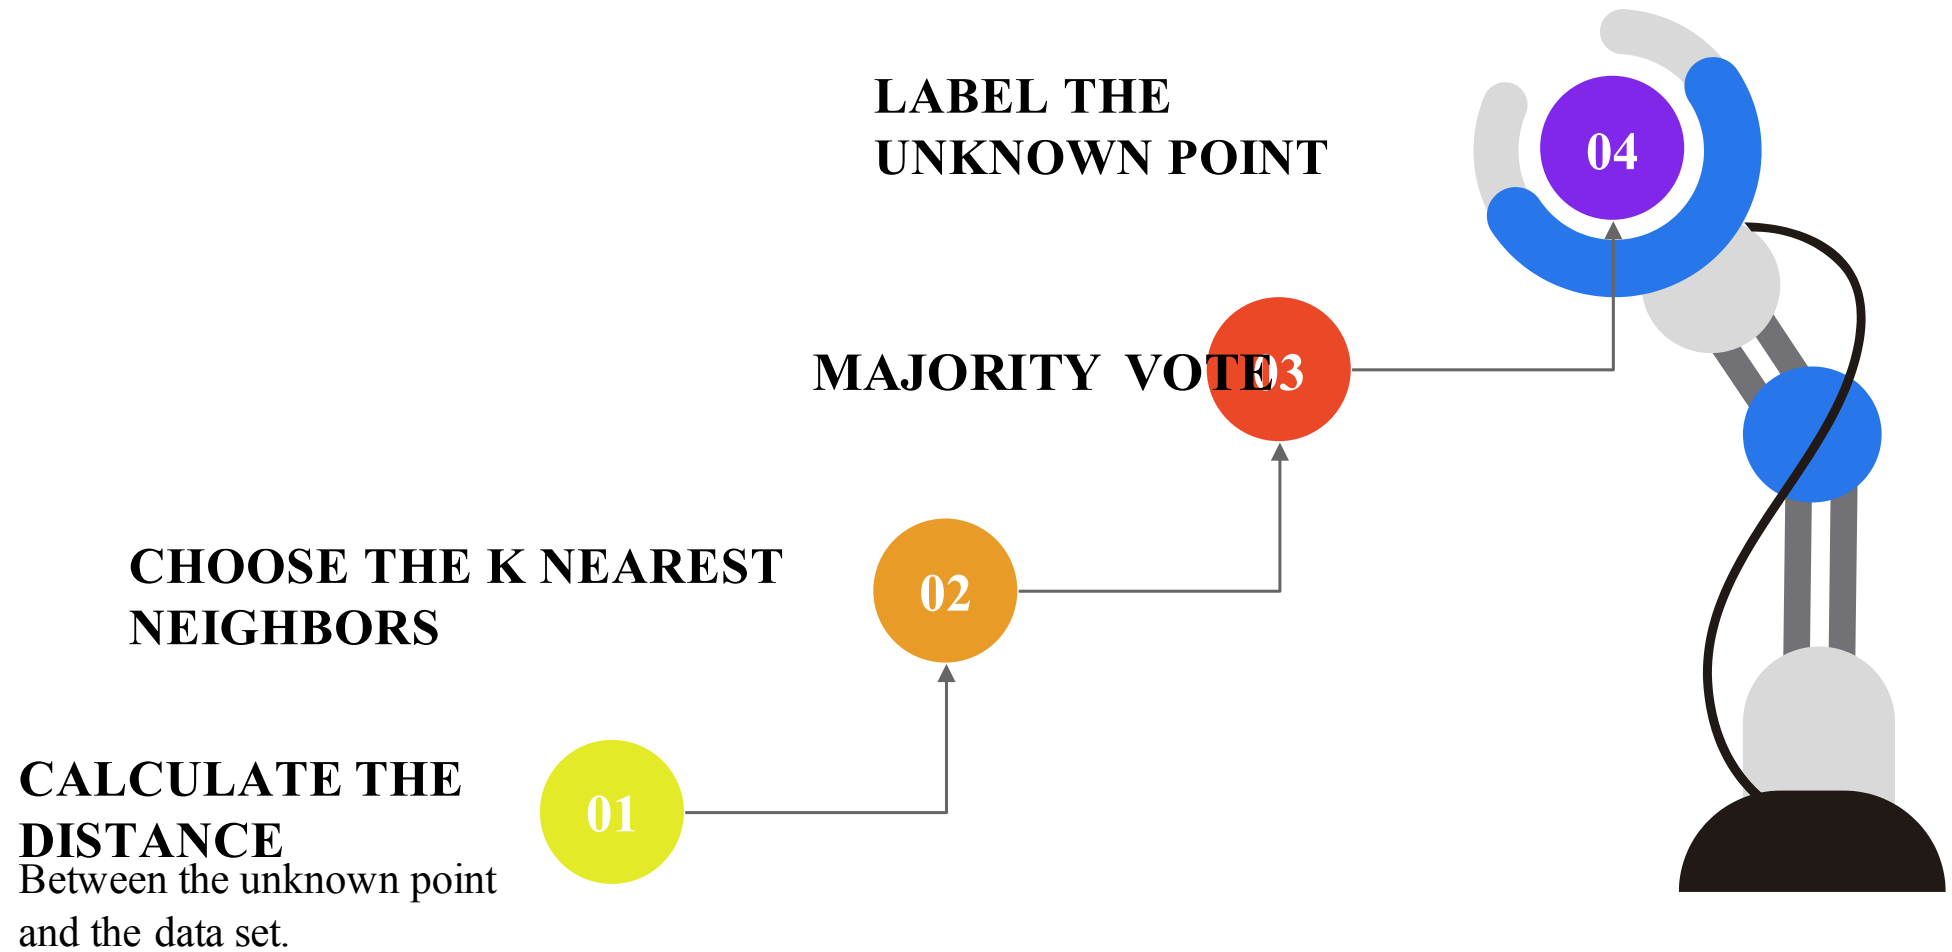 LABEL THE
UNKNOWN POINT
04
MAJORITY VOTE
03
CHOOSE THE K NEAREST
NEIGHBORS
02
CALCULATE THE
DISTANCE
01
Between the unknown point
and the data set.